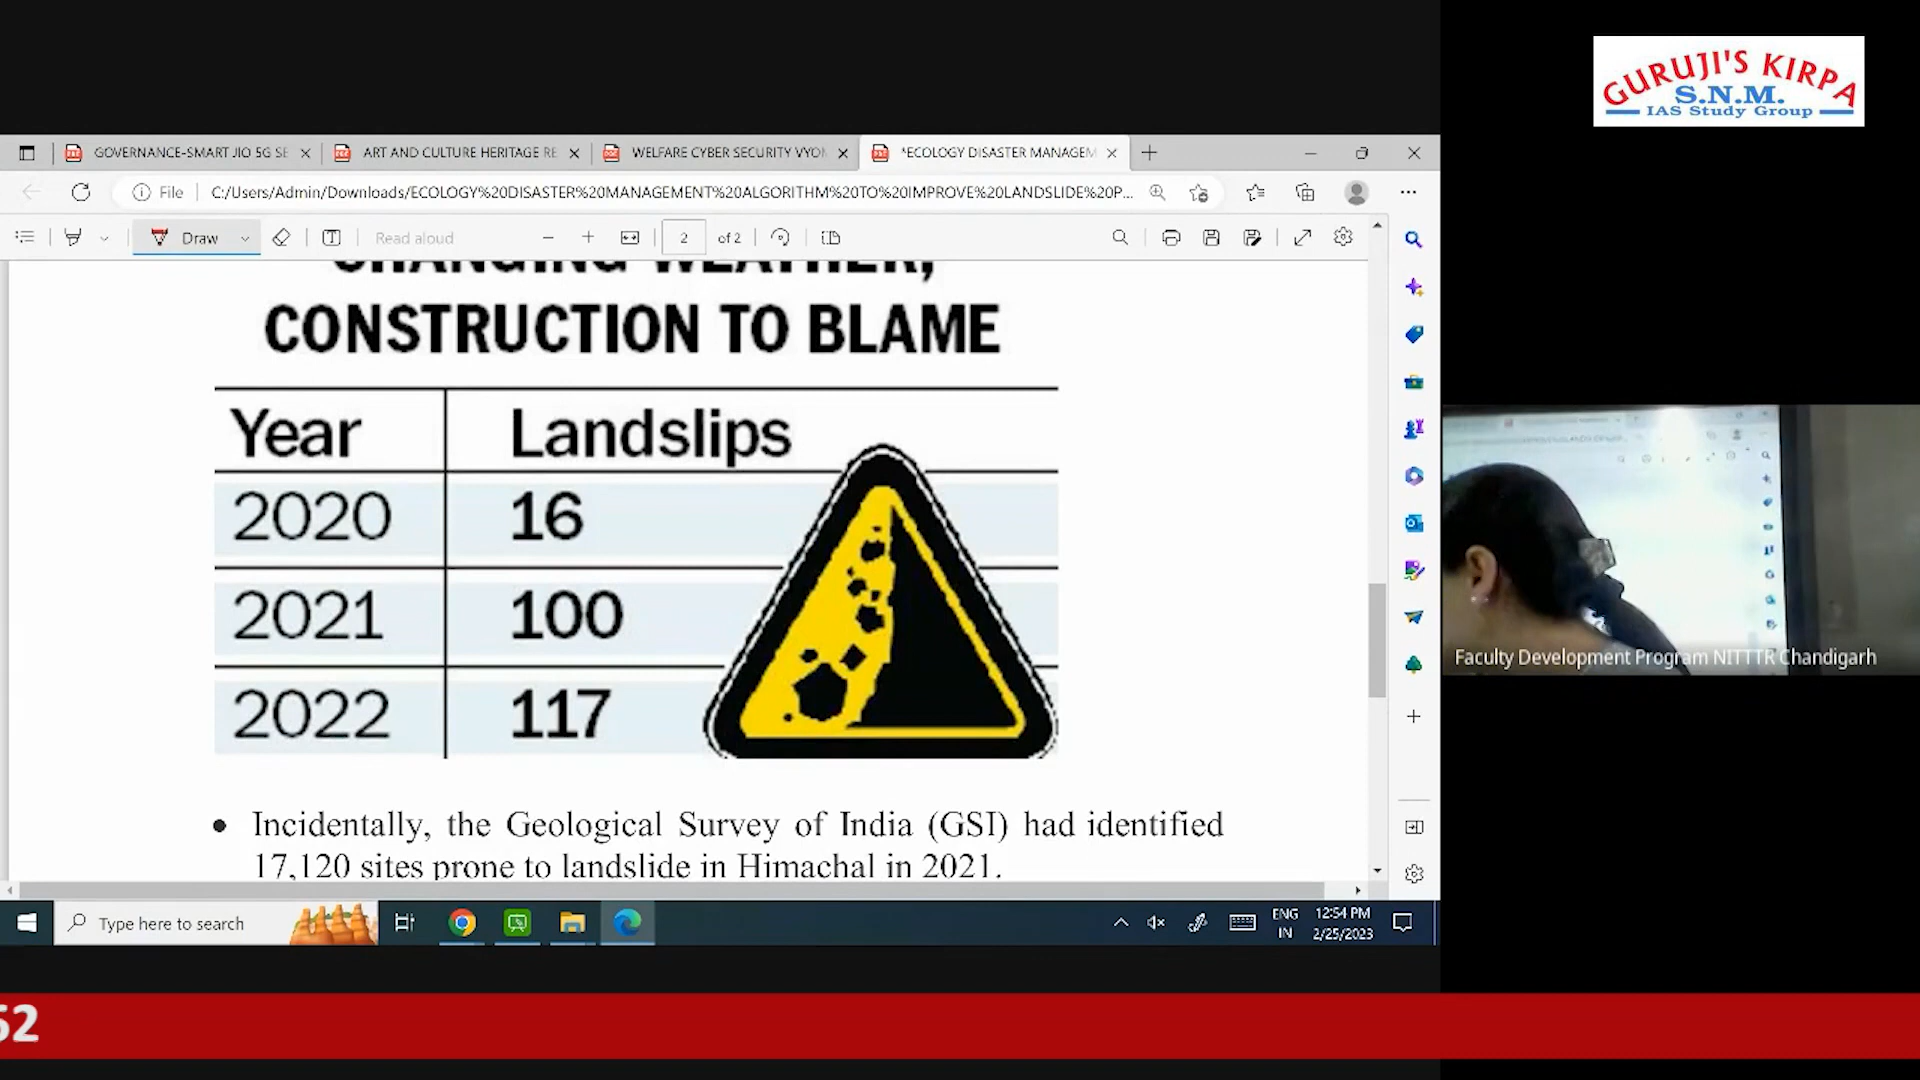 GURUJI'S KIRPA
S.N.M.
IAS Study Group
GOVERNANCE-SMART JIO 5G SE
ART AND CULTURE HERITAGE RE
WELFARE CYBER SECURITY VYOM
*ECOLOGY DISASTER MANAGEM
File
C:/Users/Admin/Downloads/ECOLOGY%20DISASTER%20MANAGEMENT%20ALGORITHM%20TO%20IMPROVE%20LANDSLIDE%20P...
Draw
Read aloud
2
of 2
CHANGING WEATHER,
CONSTRUCTION TO BLAME
Year Landslips
2020 16
2021 100
2022 117
• Incidentally, the Geological Survey of India (GSI) had identified
17,120 sites prone to landslide in Himachal in 2021.
Faculty Development Program NITTTR Chandigarh
Type here to search
ENG
IN
12:54 PM
2/25/2023
52